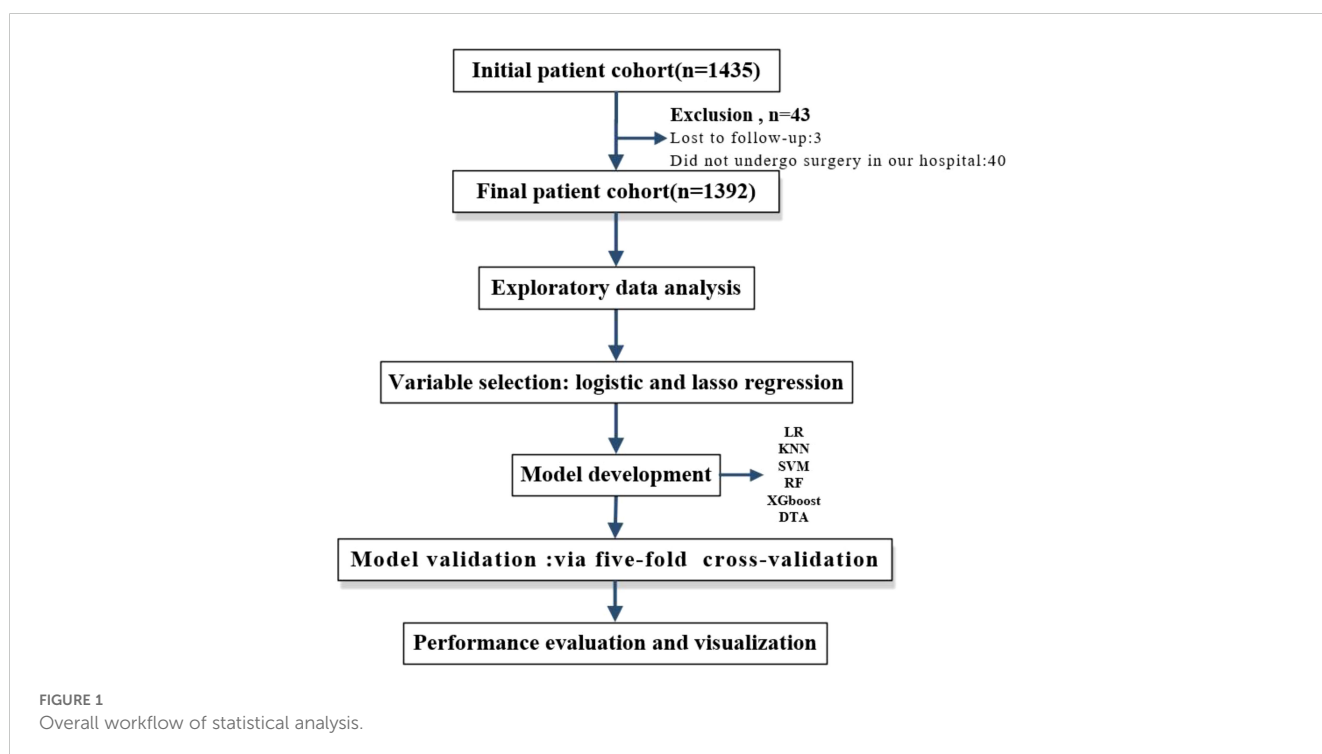 Initial patient cohort(n=1435)
Exclusion , n=43
Lost to follow-up:3
Did not undergo surgery in our hospital:40
Final patient cohort(n=1392)
Exploratory data analysis
Variable selection: logistic and lasso regression
Model development
LR
KNN
SVM
RF
XGboost
DTA
Model validation :via five-fold cross-validation
Performance evaluation and visualization
FIGURE 1
Overall workflow of statistical analysis.